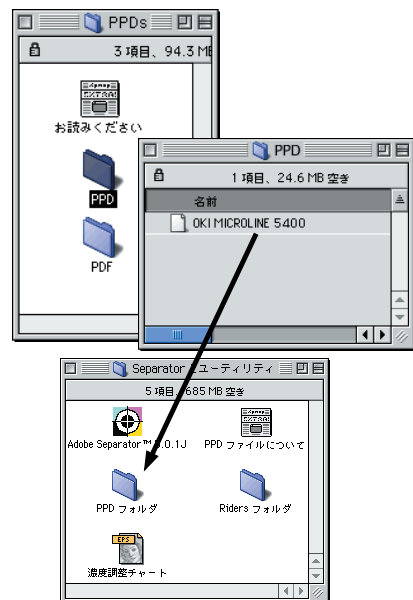 PPDs
3 項目、94.3 MB
お読みください
PPD
PDF
PPD
1 項目、24.6 MB 空き
名前
OKI MICROLINE 5400
Separator とユーティリティ
5 項目、685 MB 空き
Adobe Separator™ 5.0.1J
PPD ファイルについて
PPD フォルダ
Riders フォルダ
EPS
濃度調整チャート